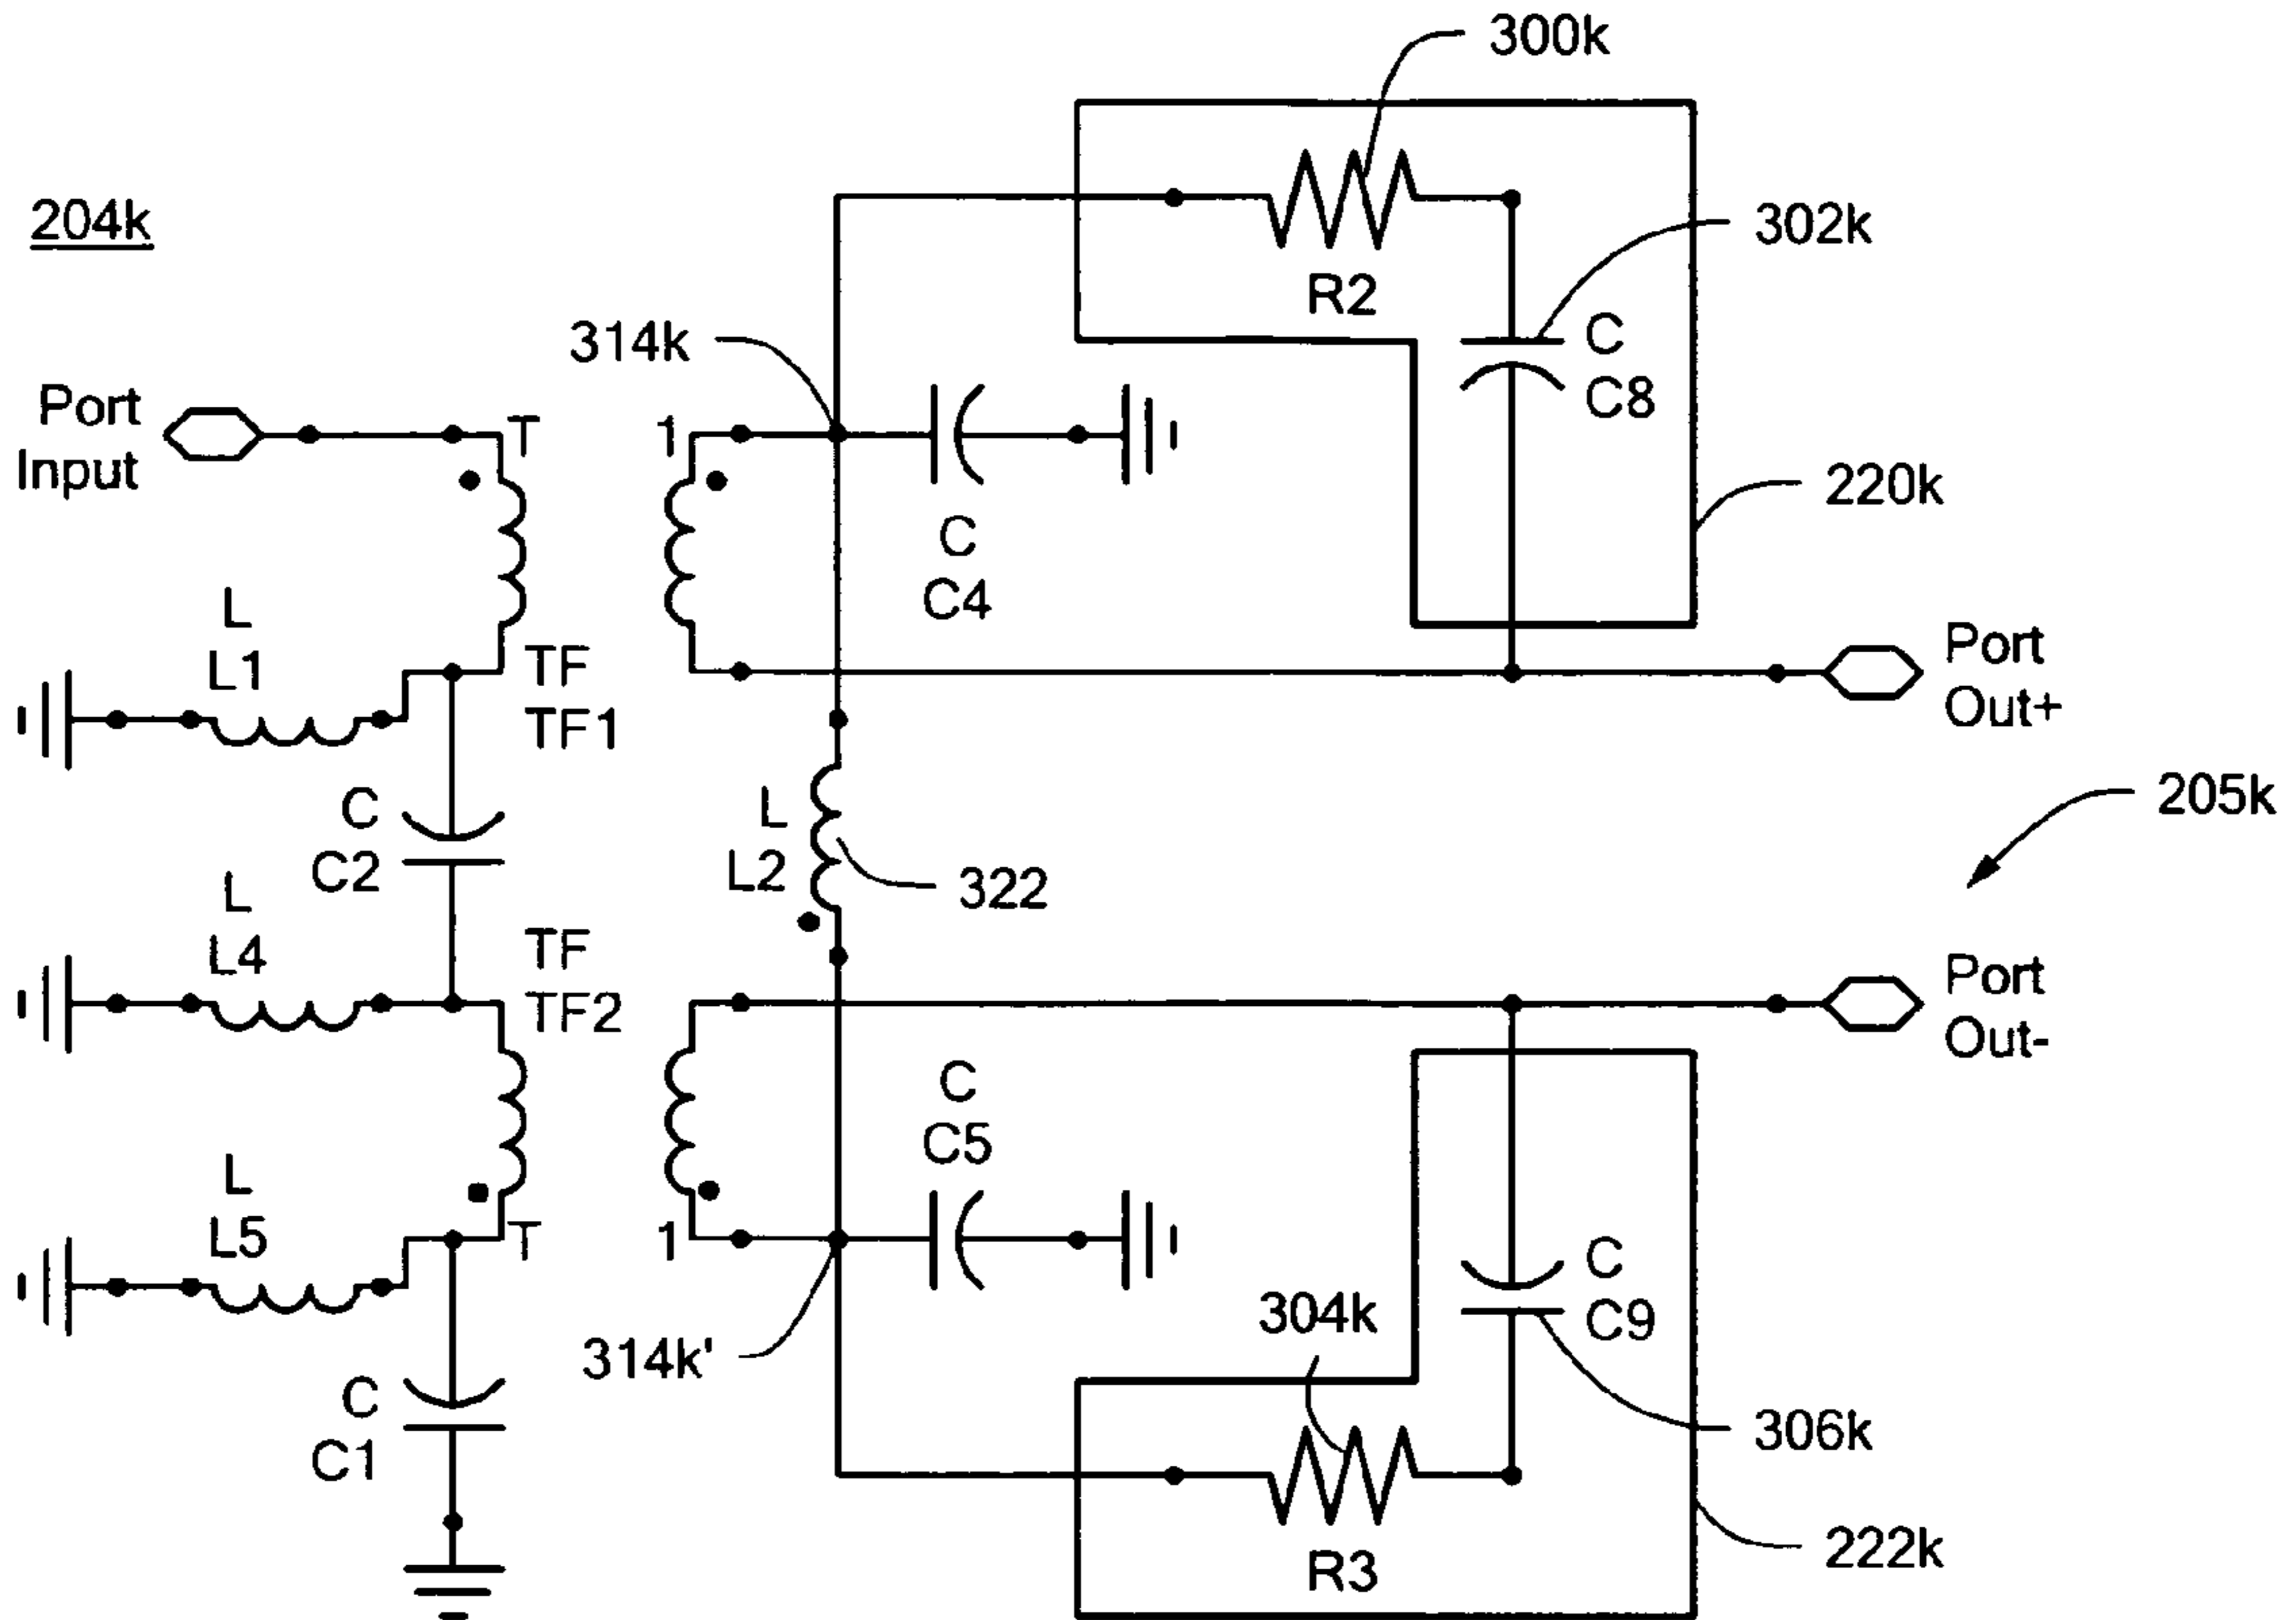 300k
204k
302k
R2
C
C8
314k
Port
Input
T
1
220k
C
C4
L
L1
TF
TF1
Port
Out+
C
C2
L
L2
322
205k
L
L4
TF
TF2
Port
Out-
C
C5
L
L5
T
1
C
C9
304k
314k'
C
C1
306k
R3
222k